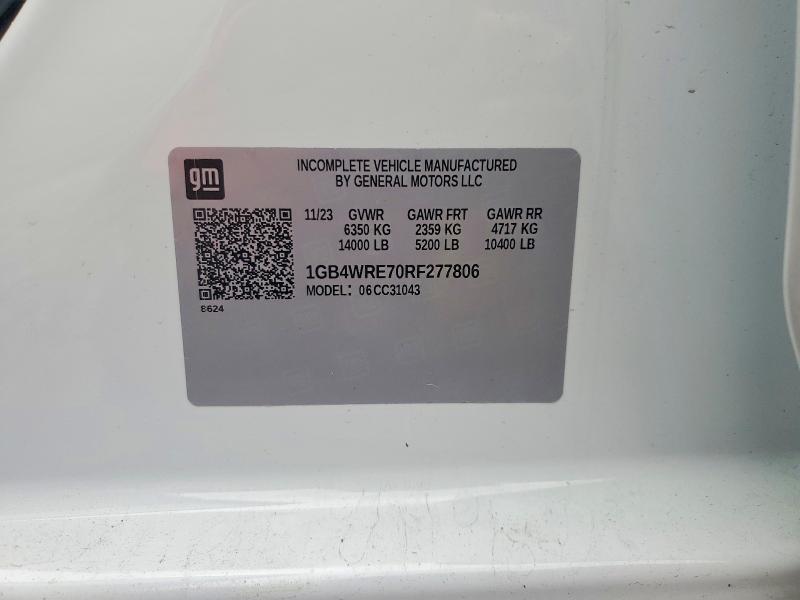 gm
INCOMPLETE VEHICLE MANUFACTURED
BY GENERAL MOTORS LLC
11/23 GVWR GAWR FRT GAWR RR
6350 KG 2359 KG 4717 KG
14000 LB 5200 LB 10400 LB
1GB4WRE70RF277806
MODEL: 06CC31043
8624